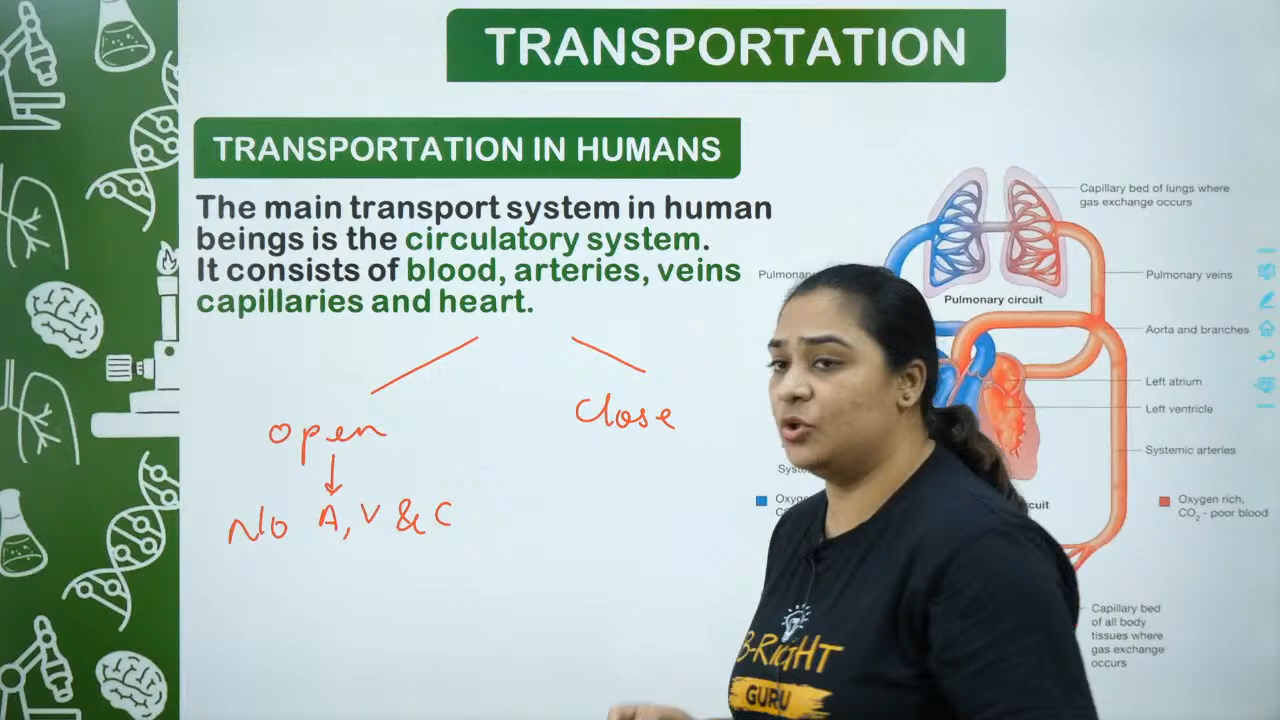 TRANSPORTATION
TRANSPORTATION IN HUMANS
The main transport system in human
beings is the circulatory system.
It consists of blood, arteries, veins
capillaries and heart.
open
Close
No A, V & C
Capillary bed of lungs where
gas exchange occurs
Pulmonary veins
Pulmonary circuit
Aorta and branches
Left atrium
Left ventricle
Systemic arteries
Oxygen rich,
CO2 - poor blood
Capillary bed
of all body
tissues where
gas exchange
occurs
B-RIGHT
GURU